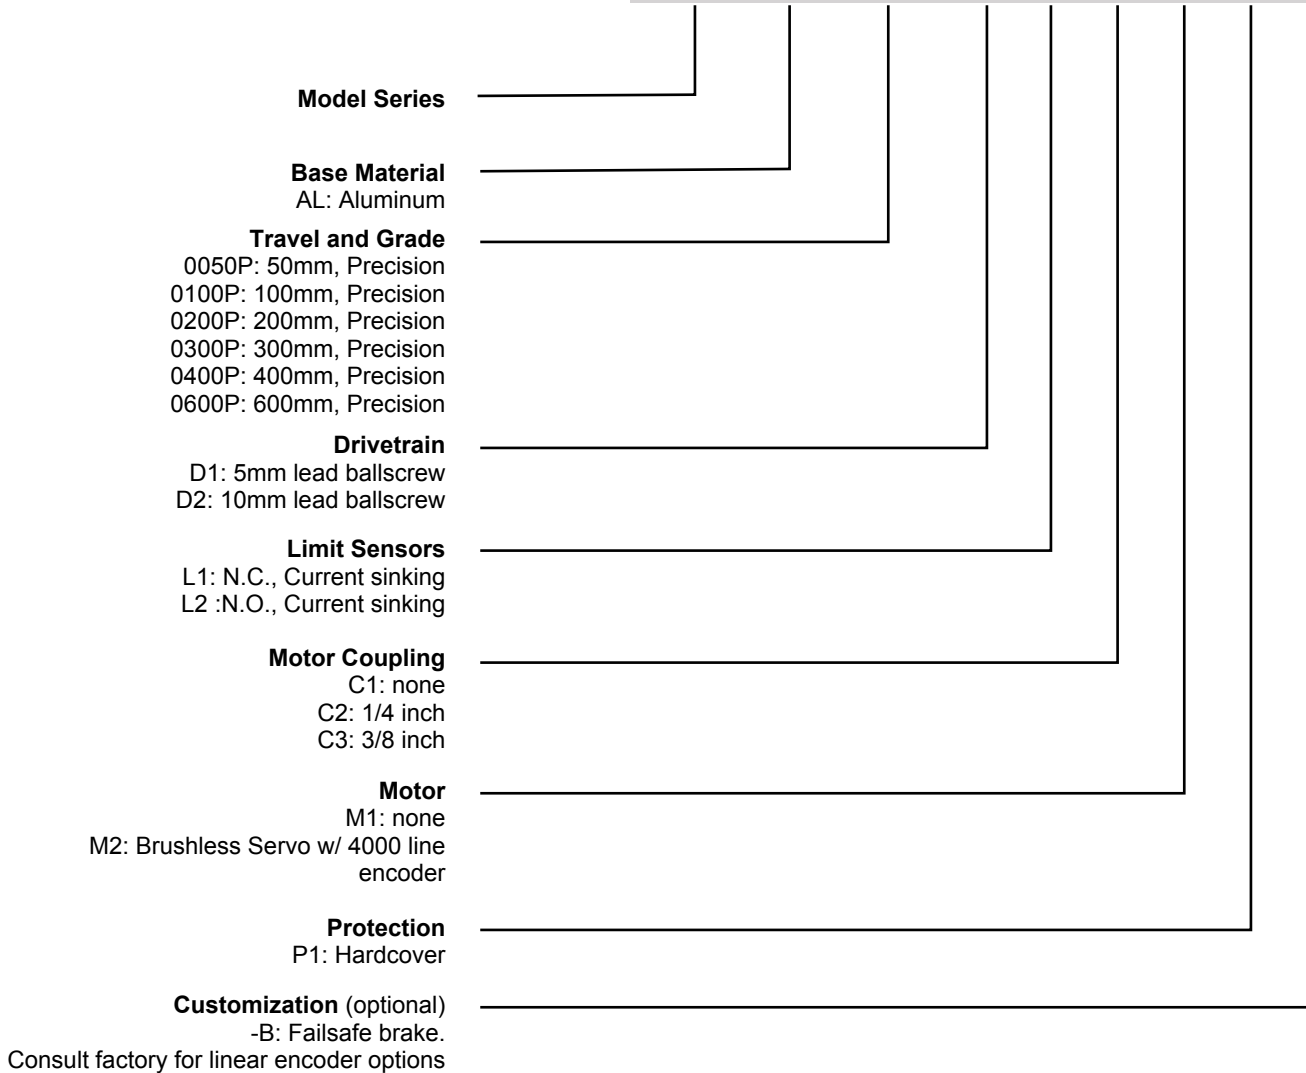 Model Series
Base Material
AL: Aluminum
Travel and Grade
0050P: 50mm, Precision
0100P: 100mm, Precision
0200P: 200mm, Precision
0300P: 300mm, Precision
0400P: 400mm, Precision
0600P: 600mm, Precision
Drivetrain
D1: 5mm lead ballscrew
D2: 10mm lead ballscrew
Limit Sensors
L1: N.C., Current sinking
L2 :N.O., Current sinking
Motor Coupling
C1: none
C2: 1/4 inch
C3: 3/8 inch
Motor
M1: none
M2: Brushless Servo w/ 4000 line
encoder
Protection
P1: Hardcover
Customization (optional)
-B: Failsafe brake.
Consult factory for linear encoder options